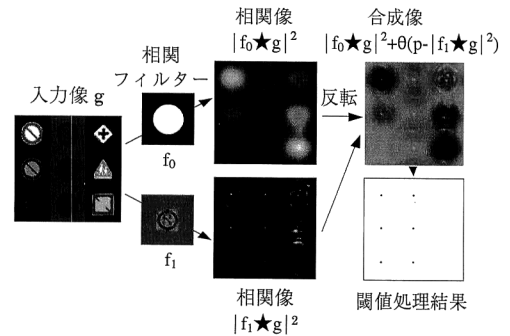 入力像 g
相関
フィルター
f₀
f₁
相関像
|f₀★g|²
反転
合成像
|f₀★g|²+θ(p-|f₁★g|²)
閾値処理結果
相関像
|f₁★g|²